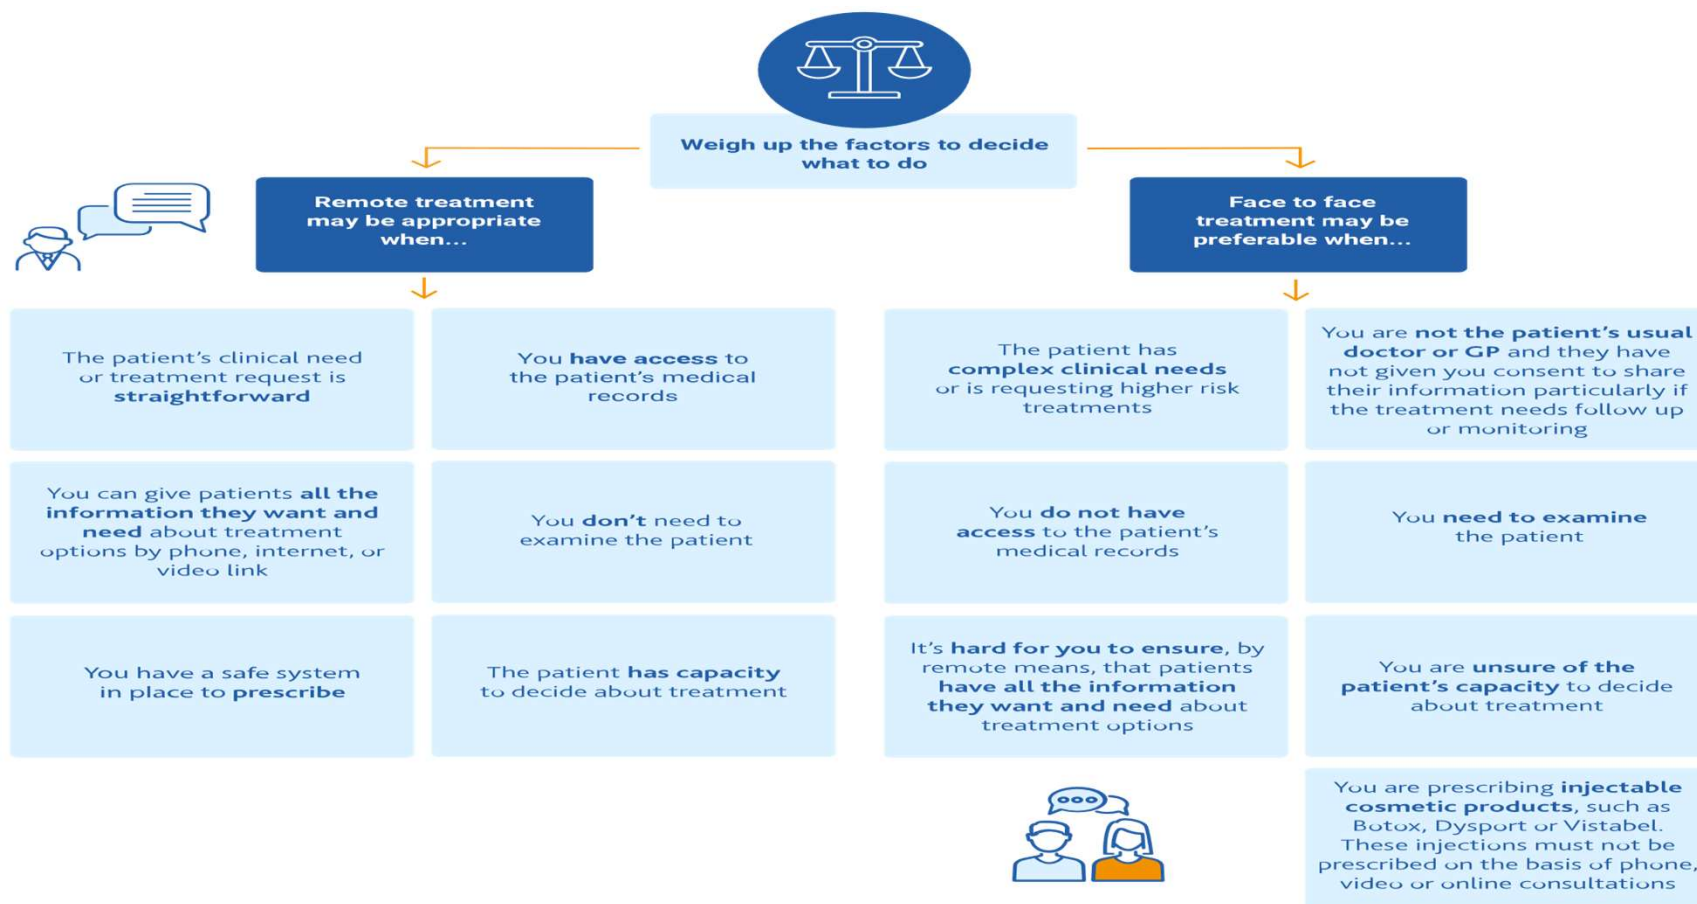 Weigh up the factors to decide
what to do
Remote treatment
may be appropriate
when...
The patient's clinical need
or treatment request is
straightforward
You have access to
the patient's medical
records
You can give patients all the
information they want and
need about treatment
options by phone, internet, or
video link
You don't need to
examine the patient
You have a safe system
in place to prescribe
The patient has capacity
to decide about treatment
Face to face
treatment may be
preferable when...
The patient has
complex clinical needs
or is requesting higher risk
treatments
You are not the patient's usual
doctor or GP and they have
not given you consent to share
their information particularly if
the treatment needs follow up
or monitoring
You do not have
access to the patient's
medical records
You need to examine
the patient
It's hard for you to ensure, by
remote means, that patients
have all the information
they want and need about
treatment options
You are unsure of the
patient's capacity to decide
about treatment
You are prescribing injectable
cosmetic products, such as
Botox, Dysport or Vistabel.
These injections must not be
prescribed on the basis of phone,
video or online consultations